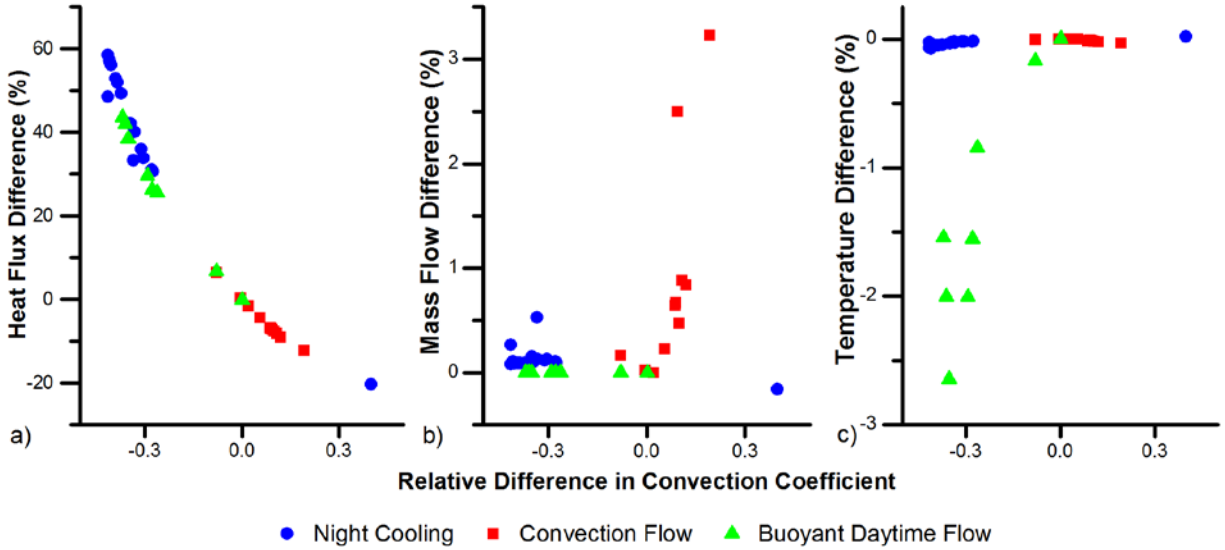 Heat Flux Difference (%)
60
40
20
0
-20
-0.3
0.0
0.3
a)
Mass Flow Difference (%)
3
2
1
0
-0.3
0.0
0.3
b)
Temperature Difference (%)
0
-1
-2
-3
-0.3
0.0
0.3
c)
Relative Difference in Convection Coefficient
Night Cooling
Convection Flow
Buoyant Daytime Flow